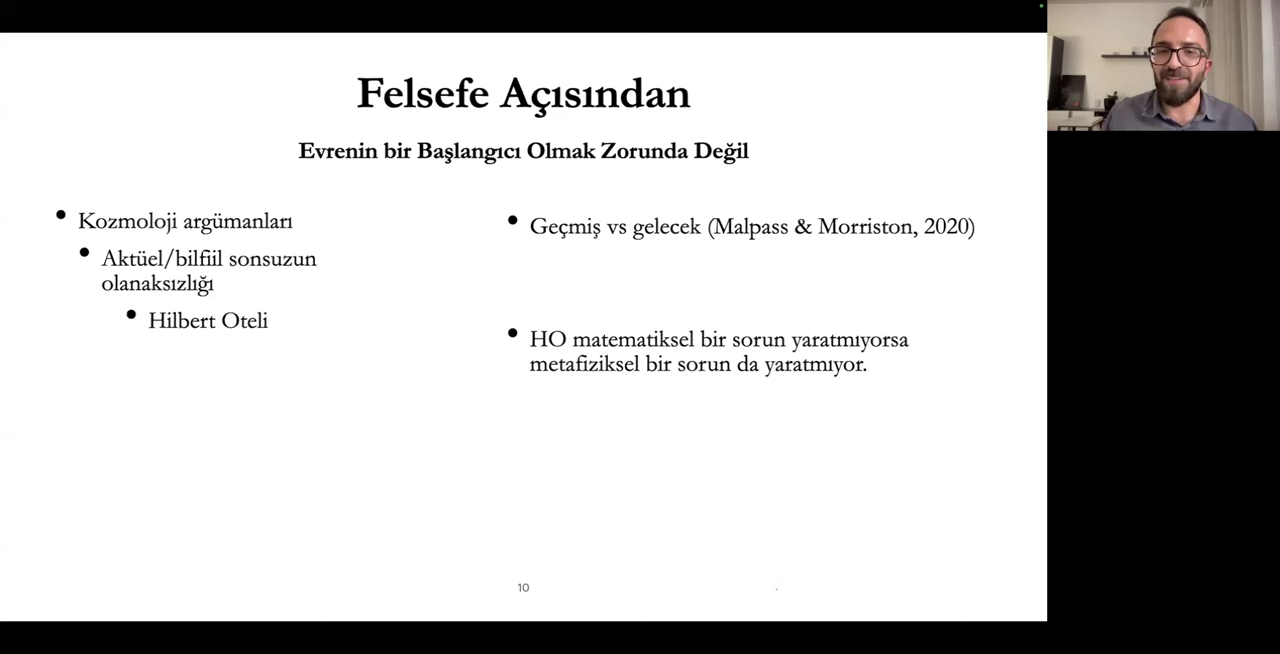 Felsefe Açısından
Evrenin bir Başlangıcı Olmak Zorunda Değil
• Kozmoloji argümanları
• Aktüel/bilfiil sonsuzun
olanaksızlığı
• Hilbert Oteli
• Geçmiş vs gelecek (Malpass & Morriston, 2020)
• HO matematiksel bir sorun yaratmıyorsa
metafiziksel bir sorun da yaratmıyor.
10